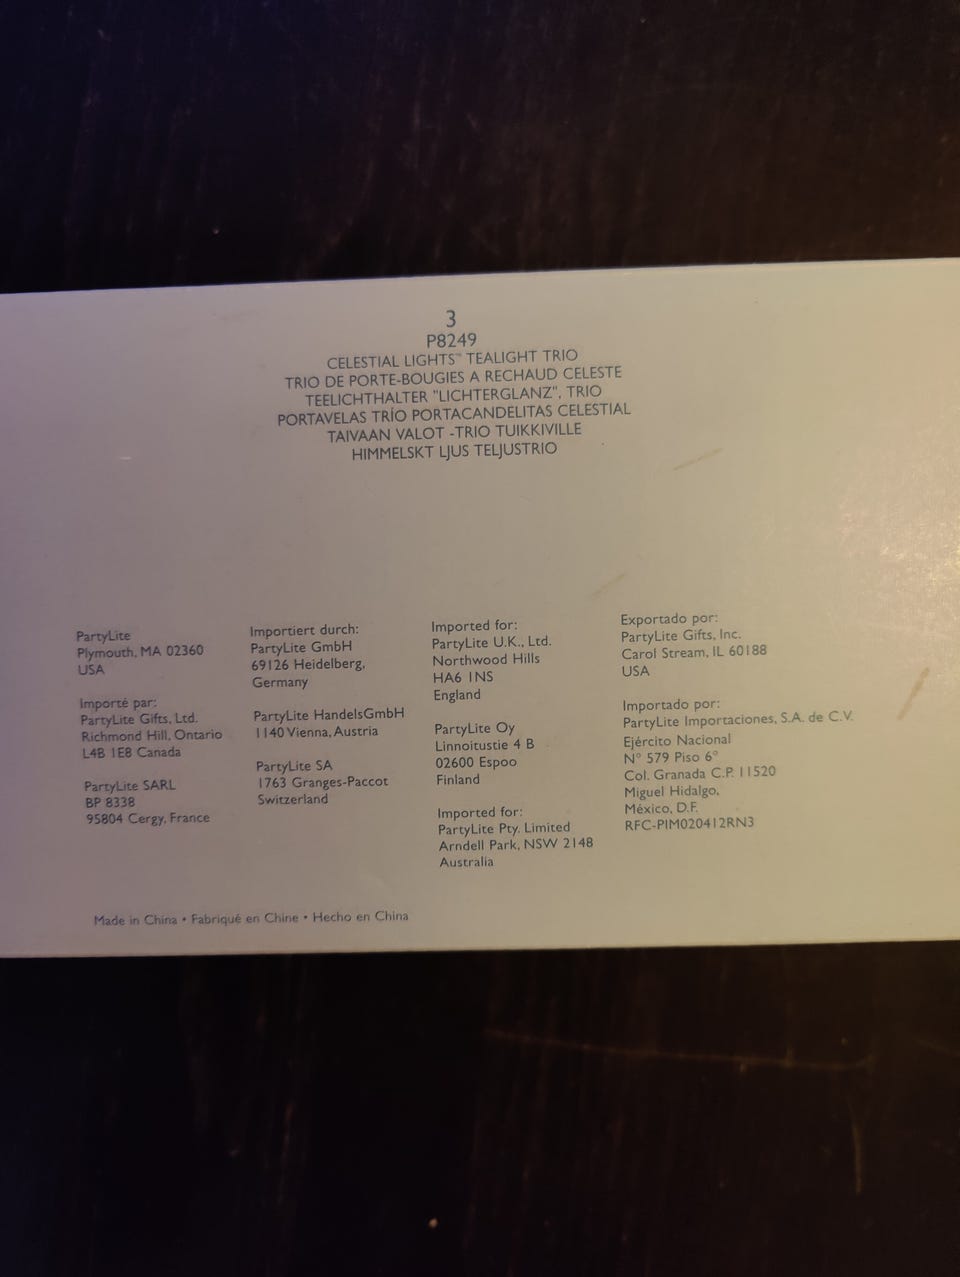 3
P8249
CELESTIAL LIGHTS™ TEALIGHT TRIO
TRIO DE PORTE-BOUGIES A RECHAUD CELESTE
TEELICHTHALTER "LICHTERGLANZ", TRIO
PORTAVELAS TRÍO PORTACANDELITAS CELESTIAL
TAIVAAN VALOT -TRIO TUIKKIVILLE
HIMMELSKT LJUS TELJUSTRIO
PartyLite
Plymouth, MA 02360
USA
Importé par:
PartyLite Gifts, Ltd.
Richmond Hill, Ontario
L4B 1E8 Canada
PartyLite SARL
BP 8338
95804 Cergy, France
Importiert durch:
PartyLite GmbH
69126 Heidelberg,
Germany
PartyLite HandelsGmbH
1140 Vienna, Austria
PartyLite SA
1763 Granges-Paccot
Switzerland
Imported for:
PartyLite U.K., Ltd.
Northwood Hills
HA6 1NS
England
PartyLite Oy
Linnoitustie 4 B
02600 Espoo
Finland
Imported for:
PartyLite Pty. Limited
Arndell Park, NSW 2148
Australia
Exportado por:
PartyLite Gifts, Inc.
Carol Stream, IL 60188
USA
Importado por:
PartyLite Importaciones, S.A. de C.V.
Ejército Nacional
N° 579 Piso 6°
Col. Granada C.P. 11520
Miguel Hidalgo,
México, D.F.
RFC-PIM020412RN3
Made in China • Fabriqué en Chine • Hecho en China